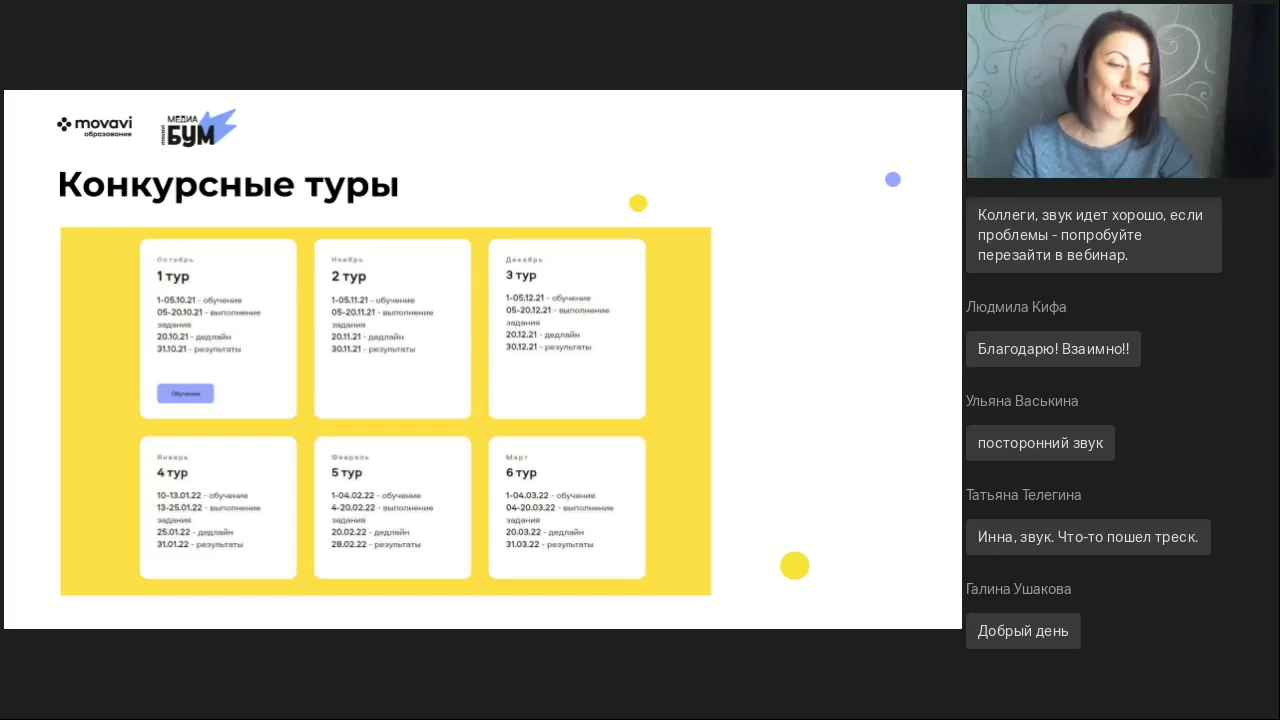 movavi
образование
МЕДИА
movavi
БУМ
Конкурсные туры
Октябрь
1 тур
1-05.10.21 - обучение
05-20.10.21 - выполнение
задания
20.10.21 - дедлайн
31.10.21 - результаты
Обучение
Ноябрь
2 тур
1-05.11.21 - обучение
05-20.11.21 - выполнение
задания
20.11.21 - дедлайн
30.11.21 - результаты
Декабрь
3 тур
1-05.12.21 - обучение
05-20.12.21 - выполнение
задания
20.12.21 - дедлайн
30.12.21 - результаты
Январь
4 тур
10-13.01.22 - обучение
13-25.01.22 - выполнение
задания
25.01.22 - дедлайн
31.01.22 - результаты
Февраль
5 тур
1-04.02.22 - обучение
4-20.02.22 - выполнение
задания
20.02.22 - дедлайн
28.02.22 - результаты
Март
6 тур
1-04.03.22 - обучение
04-20.03.22 - выполнение
задания
20.03.22 - дедлайн
31.03.22 - результаты
Коллеги, звук идет хорошо, если
проблемы - попробуйте
перезайти в вебинар.
Людмила Кифа
Благодарю! Взаимно!!
Ульяна Васькина
посторонний звук
Татьяна Телегина
Инна, звук. Что-то пошел треск.
Галина Ушакова
Добрый день